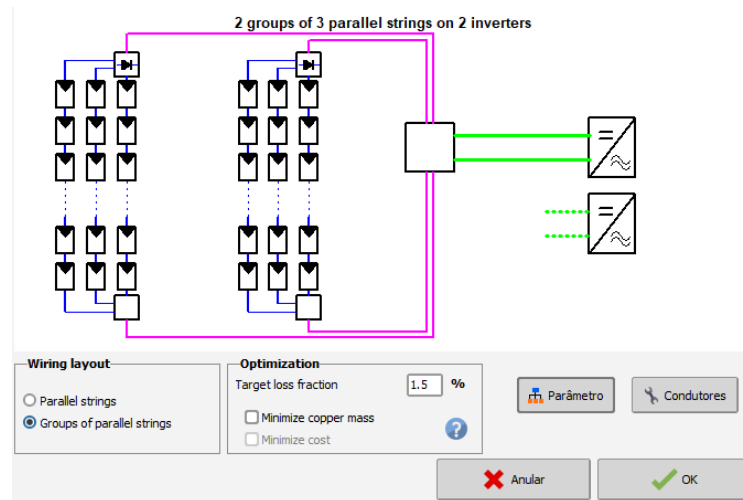 2 groups of 3 parallel strings on 2 inverters
Wiring layout
Parallel strings
Groups of parallel strings
Optimization
Target loss fraction 1.5 %
Minimize copper mass
Minimize cost
?
Parâmetro
Condutores
Anular
OK